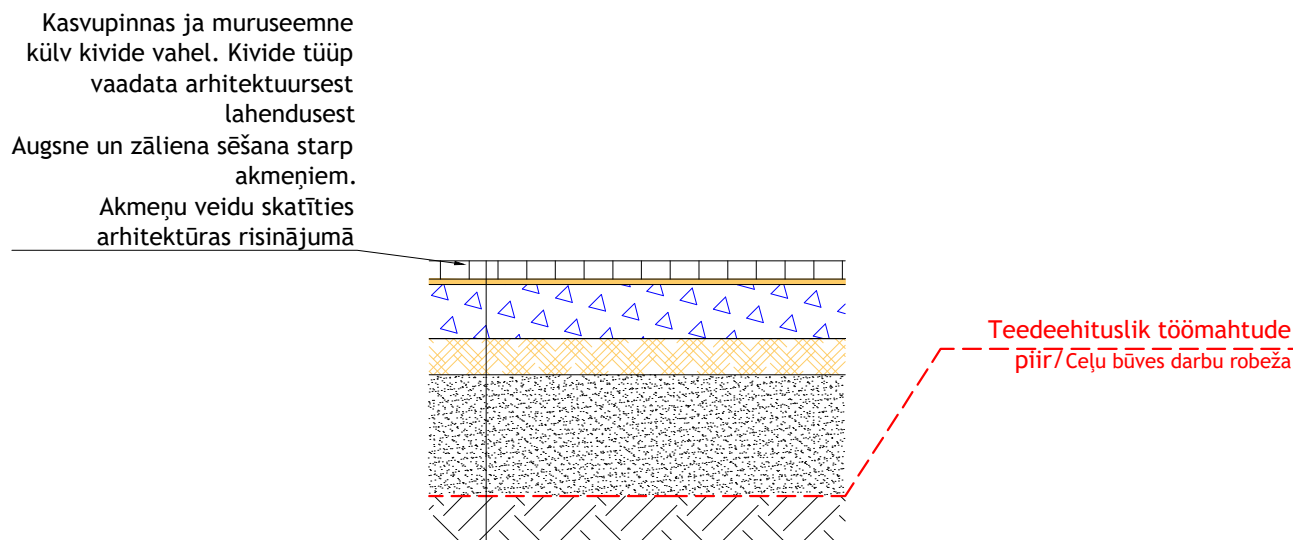 Kasvupinnas ja muruseemne
külv kivide vahel. Kivide tüüp
vaadata arhitektuursest
lahendusest
Augsne un zāliena sēšana starp
akmeņiem.
Akmeņu veidu skatīties
arhitektūras risinājumā
Teedeehituslik töömahtude
piir/Ceļu būves darbu robeža